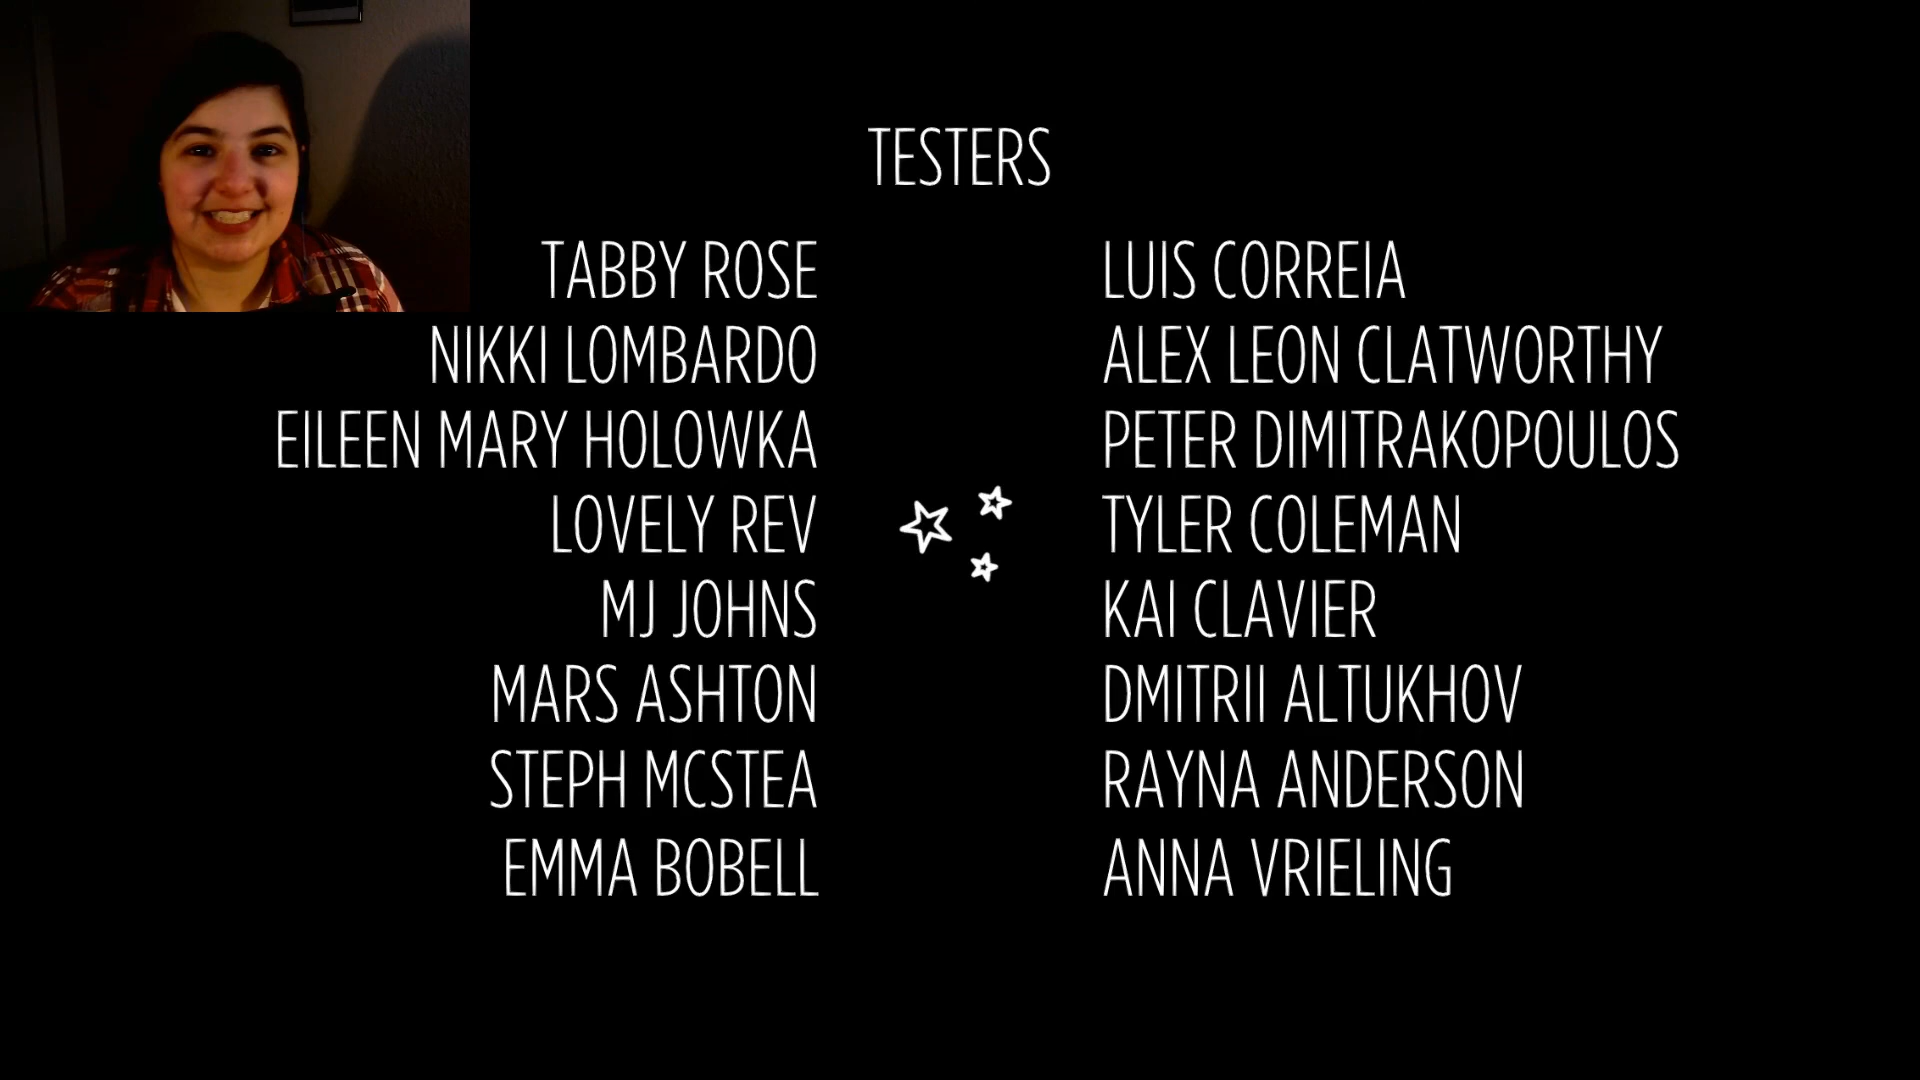 TESTERS
TABBY ROSE
NIKKI LOMBARDO
EILEEN MARY HOLOWKA
LOVELY REV
MJ JOHNS
MARS ASHTON
STEPH MCSTEA
EMMA BOBELL
LUIS CORREIA
ALEX LEON CLATWORTHY
PETER DIMITRAKOPOULOS
TYLER COLEMAN
KAI CLAVIER
DMITRII ALTUKHOV
RAYNA ANDERSON
ANNA VRIELING